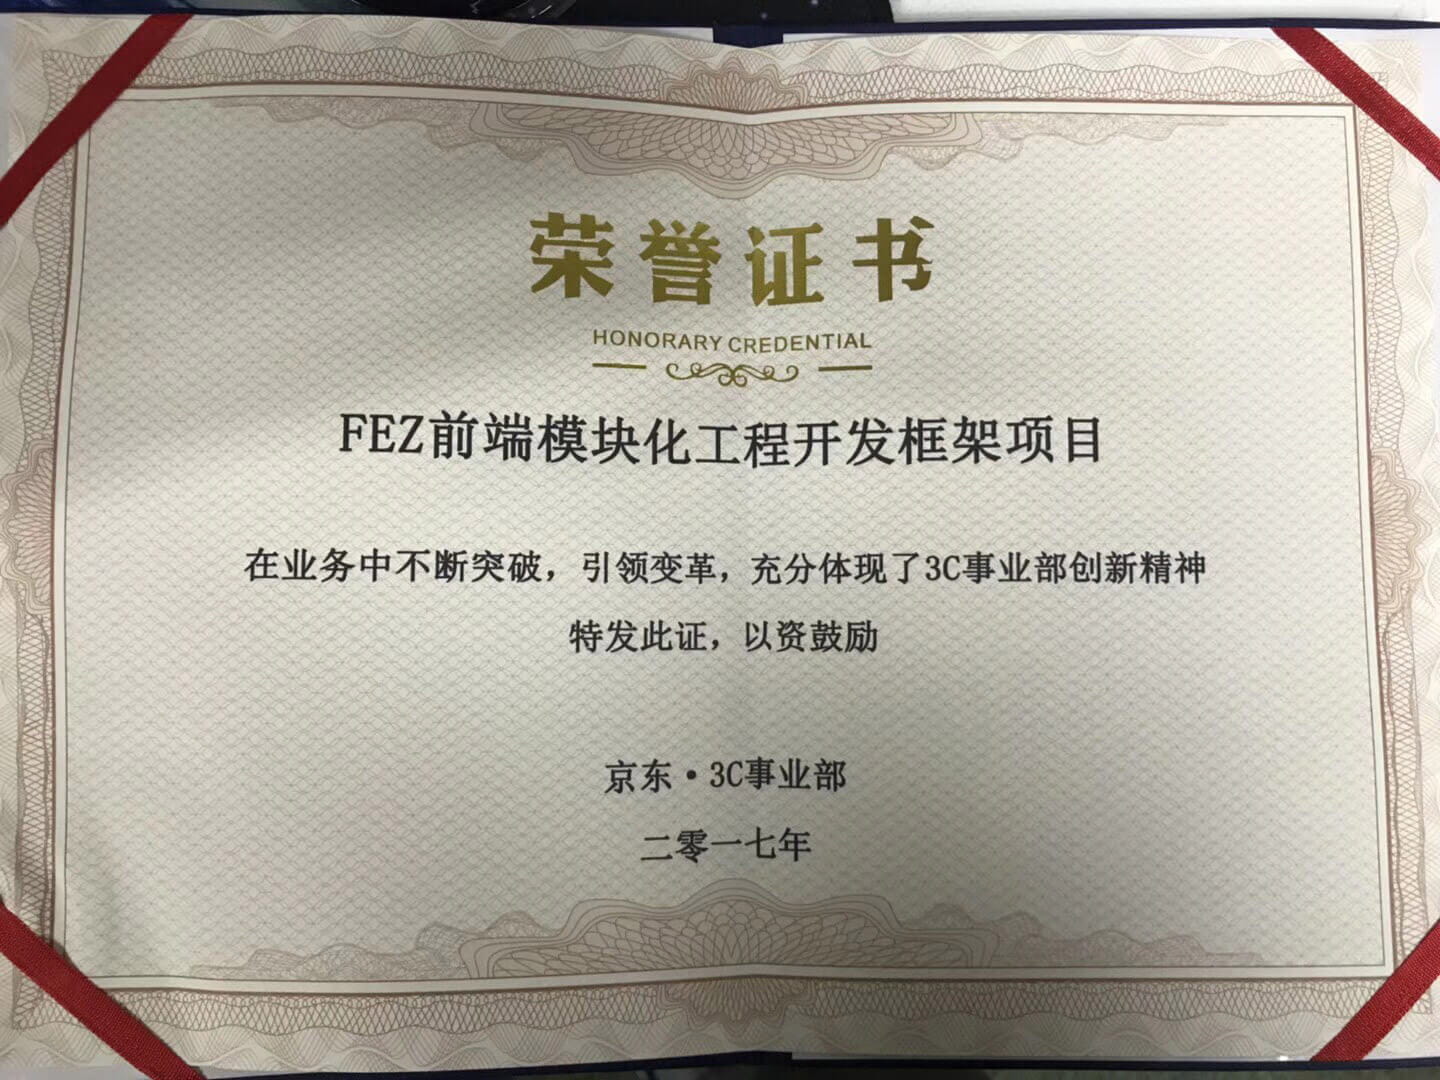 荣誉证书
HONORARY CREDENTIAL
FEZ前端模块化工程开发框架项目
在业务中不断突破，引领变革，充分体现了3C事业部创新精神
特发此证，以资鼓励
京东·3C事业部
二零一七年